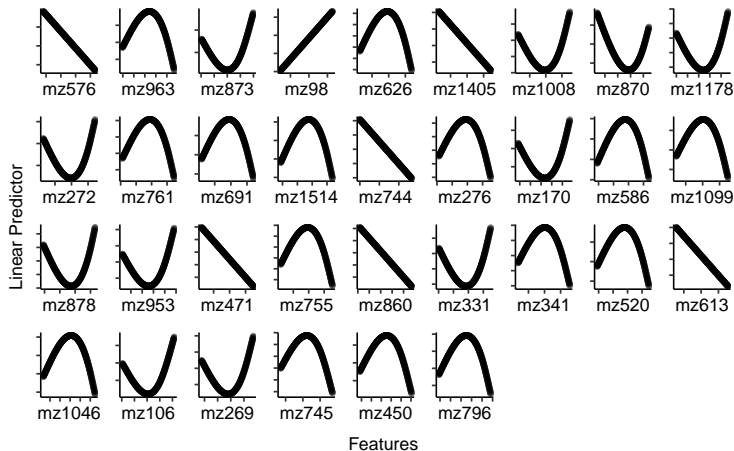 mz576 mz963 mz873 mz98 mz626 mz1405 mz1008 mz870 mz1178
mz272 mz761 mz691 mz1514 mz744 mz276 mz170 mz586 mz1099
Linear Predictor
mz878 mz953 mz471 mz755 mz860 mz331 mz341 mz520 mz613
mz1046 mz106 mz269 mz745 mz450 mz796
Features